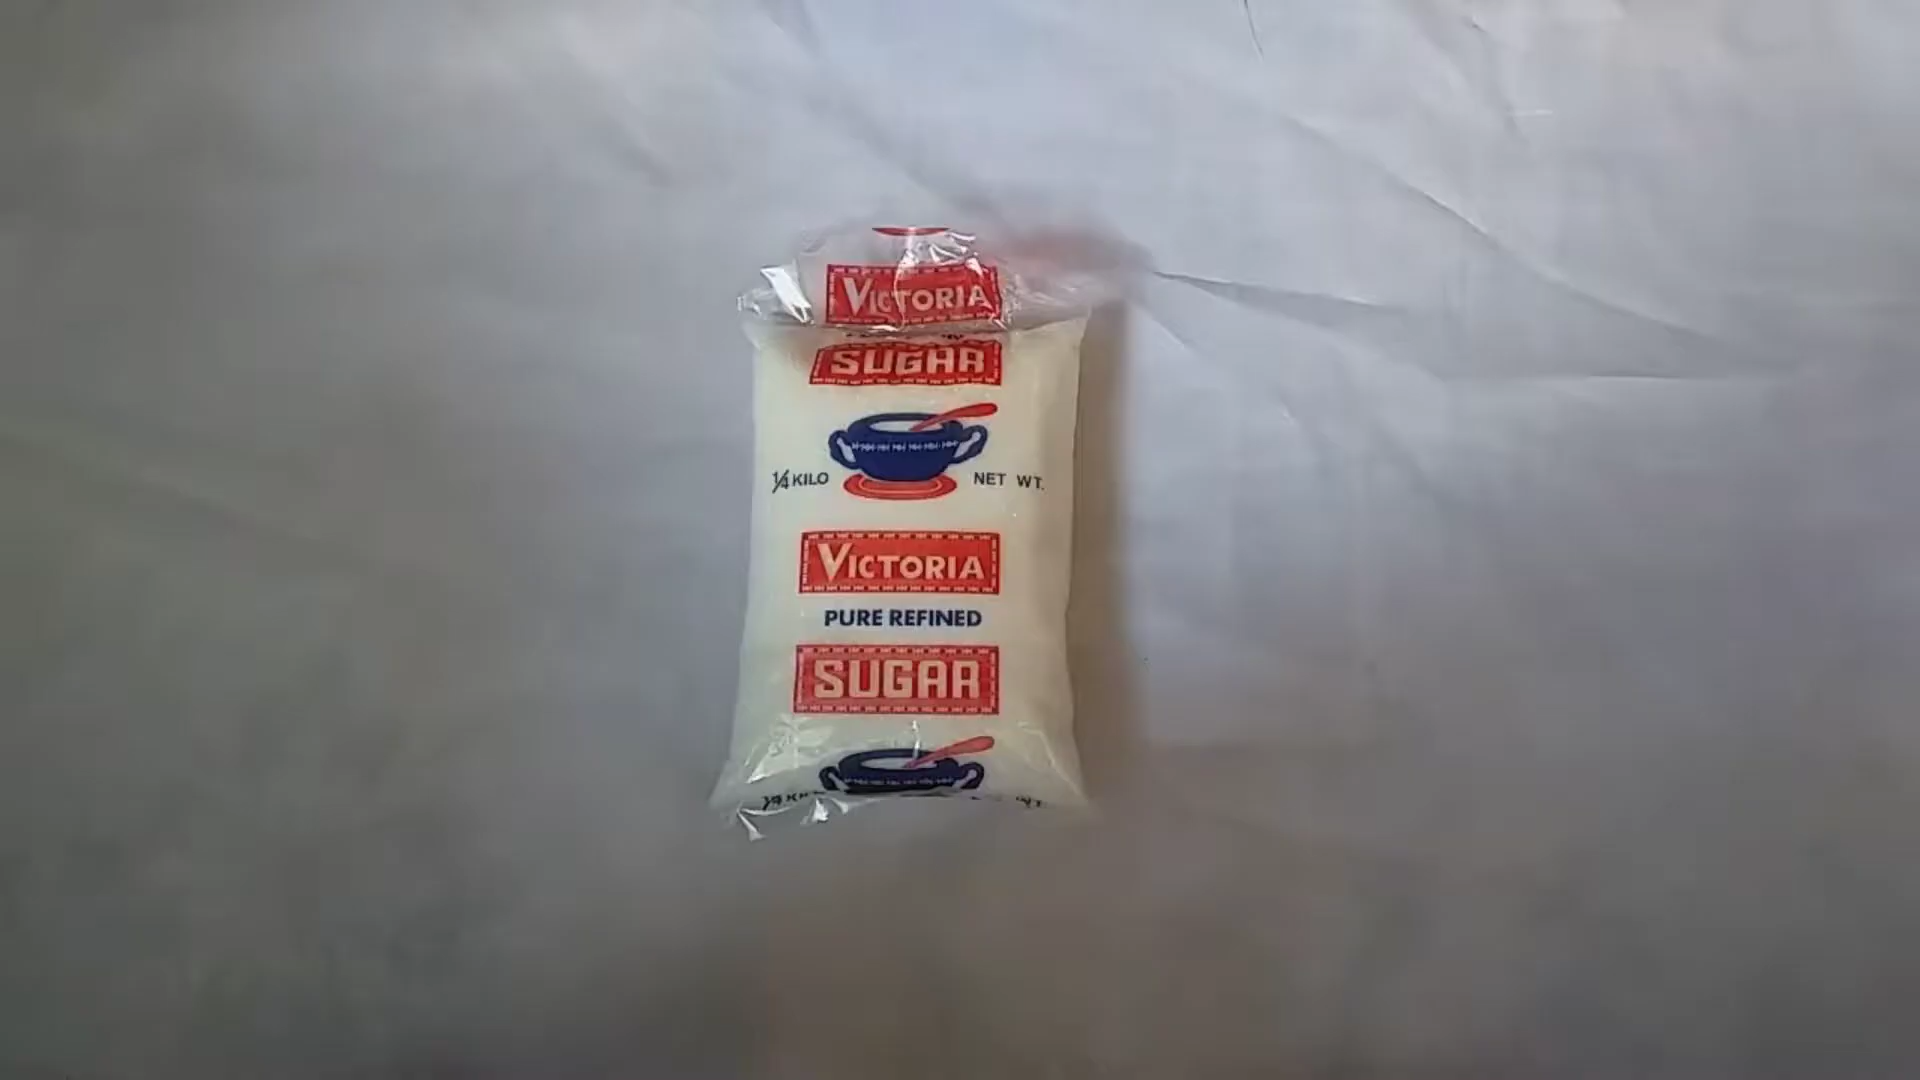 VICTORIA
SUGAR
1/4 KILO NET WT.
VICTORIA
PURE REFINED
SUGAR